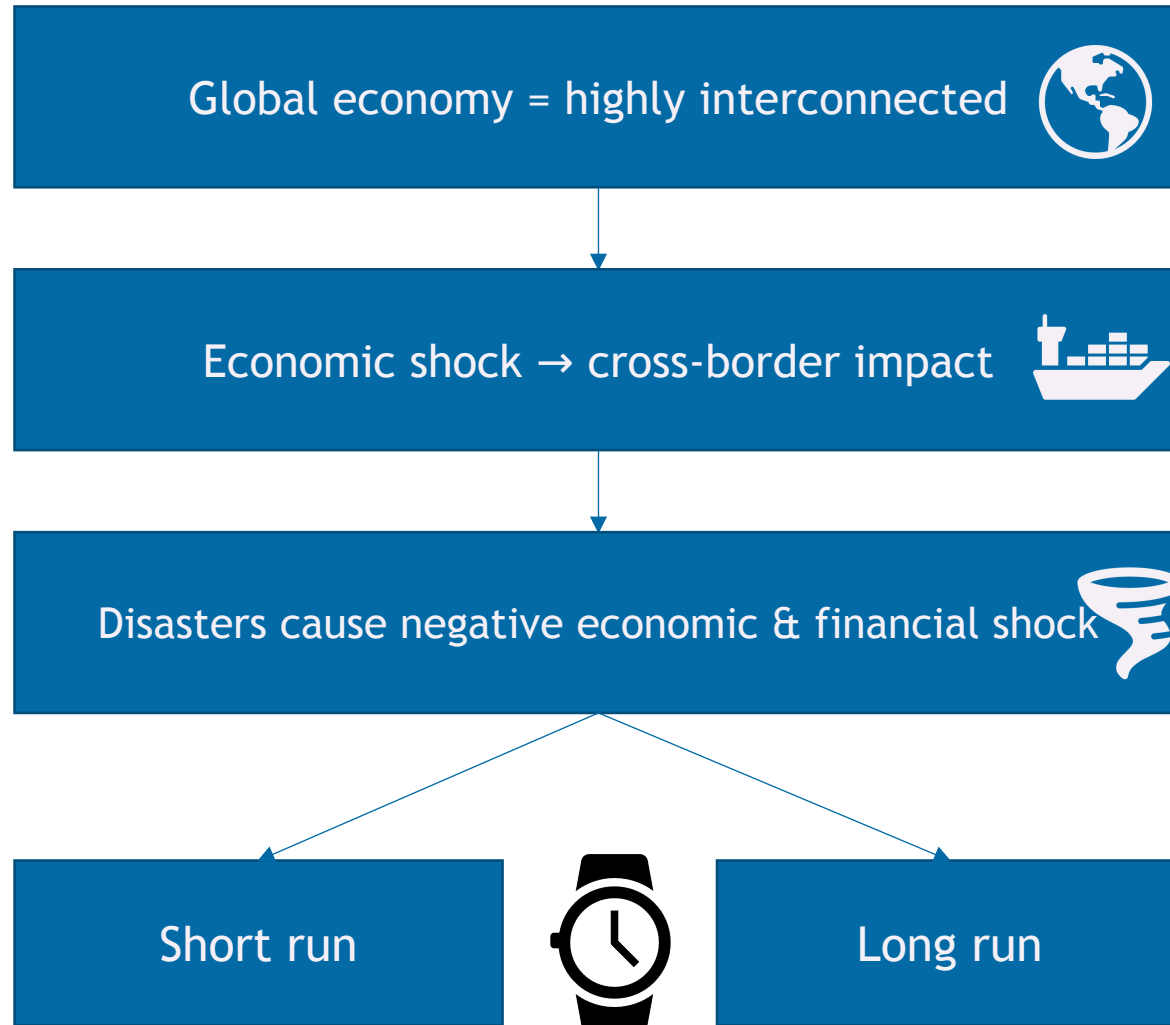 Global economy = highly interconnected
Economic shock → cross-border impact
Disasters cause negative economic & financial shock
Short run
Long run